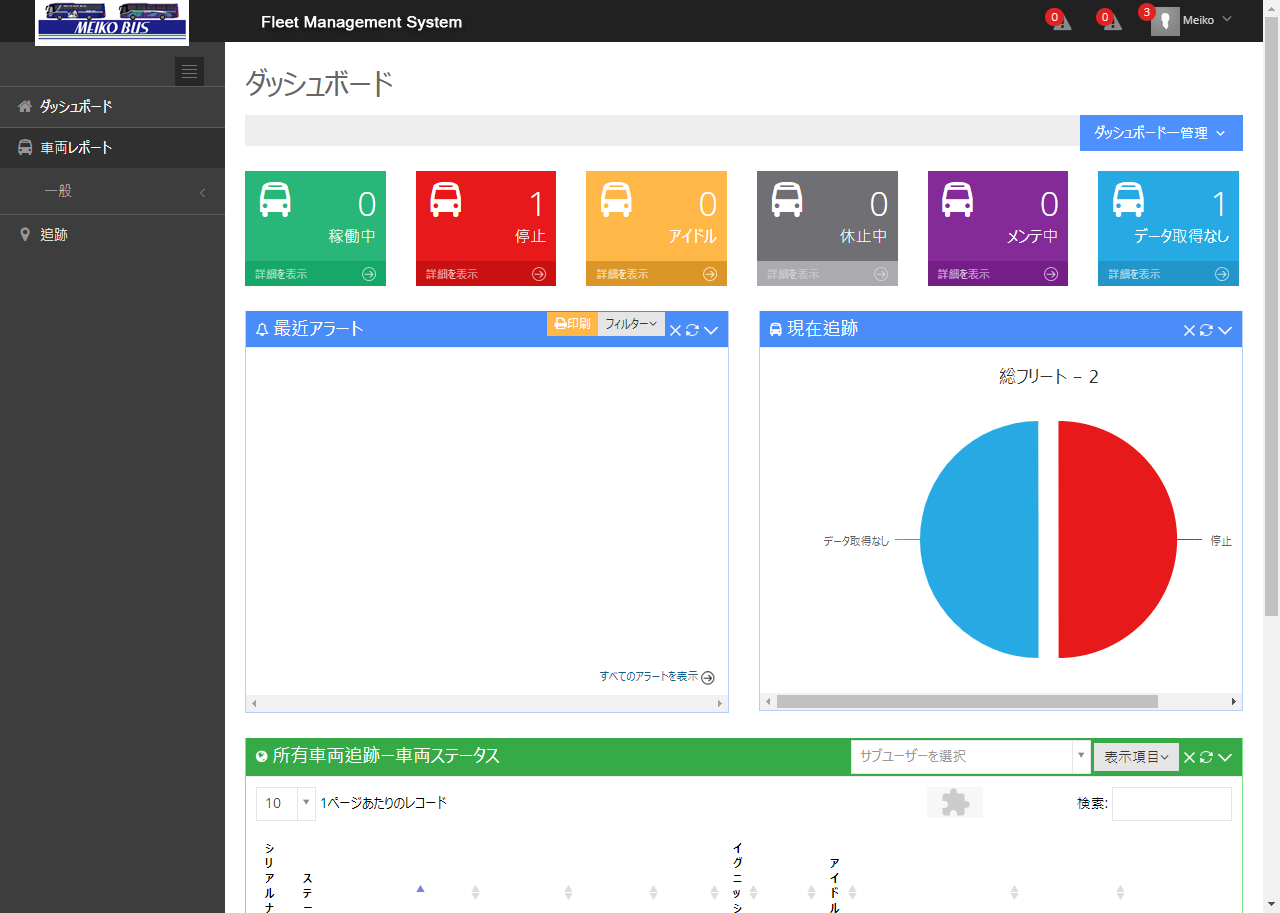 MEIKO BUS
Fleet Management System
0
0
3
Meiko
ダッシュボード
車両レポート
一般
追跡
ダッシュボード
ダッシュボードー管理
0
稼働中
詳細を表示
1
停止
詳細を表示
0
アイドル
詳細を表示
0
休止中
詳細を表示
0
メンテ中
詳細を表示
1
データ取得なし
詳細を表示
最近アラート
印刷
フィルター
すべてのアラートを表示
現在追跡
総フリート – 2
データ取得なし
停止
所有車両追跡–車両ステータス
サブユーザーを選択
表示項目
10
1ページあたりのレコード
検索:
シリアルナ
ステー
イグニッシ
アイドル